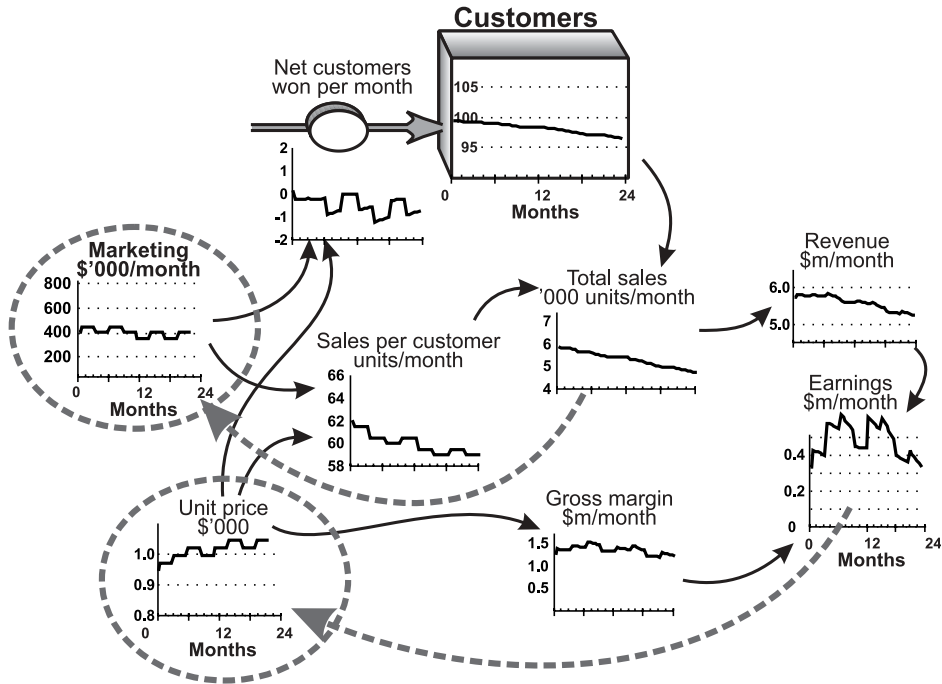 Customers
Net customers
won per month
105
100
95
0 12 24
Months
2
1
0
-1
-2
Marketing
$'000/month
800
600
400
200
0 12 24
Months
Sales per customer
units/month
66
64
62
60
58
Total sales
'000 units/month
7
6
5
4
Revenue
$m/month
6.0
5.0
Earnings
$m/month
0.4
0.2
0
0 12 24
Months
Unit price
$'000
1.0
0.9
0.8
0 12 24
Months
Gross margin
$m/month
1.5
1.0
0.5